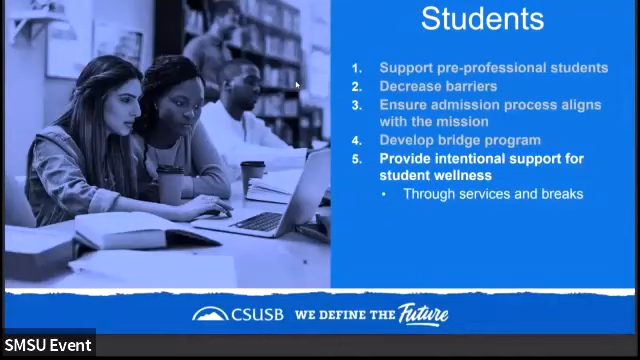 Students
1. Support pre-professional students
2. Decrease barriers
3. Ensure admission process aligns
with the mission
4. Develop bridge program
5. Provide intentional support for
student wellness
• Through services and breaks
CSUSB WE DEFINE THE Future
SMSU Event